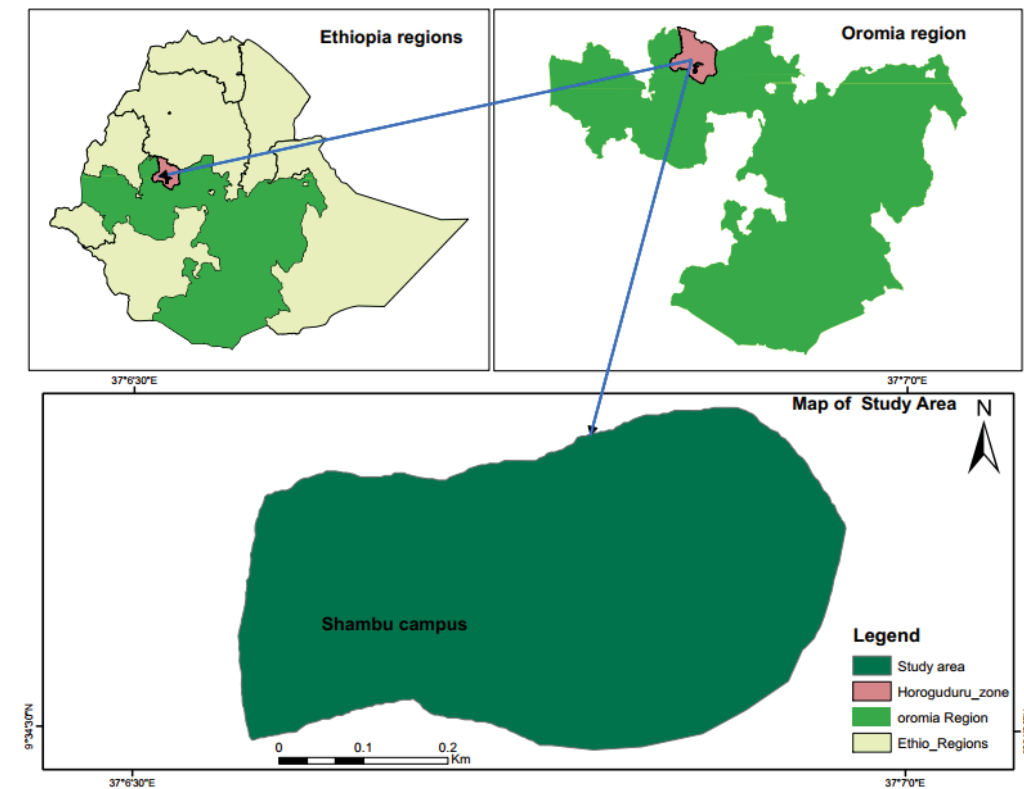 Ethiopia regions
Oromia region
37°6'30"E
37°7'0"E
Map of Study Area
N
Shambu campus
Legend
Study area
Horoguduru_zone
oromia Region
Ethio_Regions
9°34'30"N
0
0.1
0.2
Km
37°6'30"E
37°7'0"E